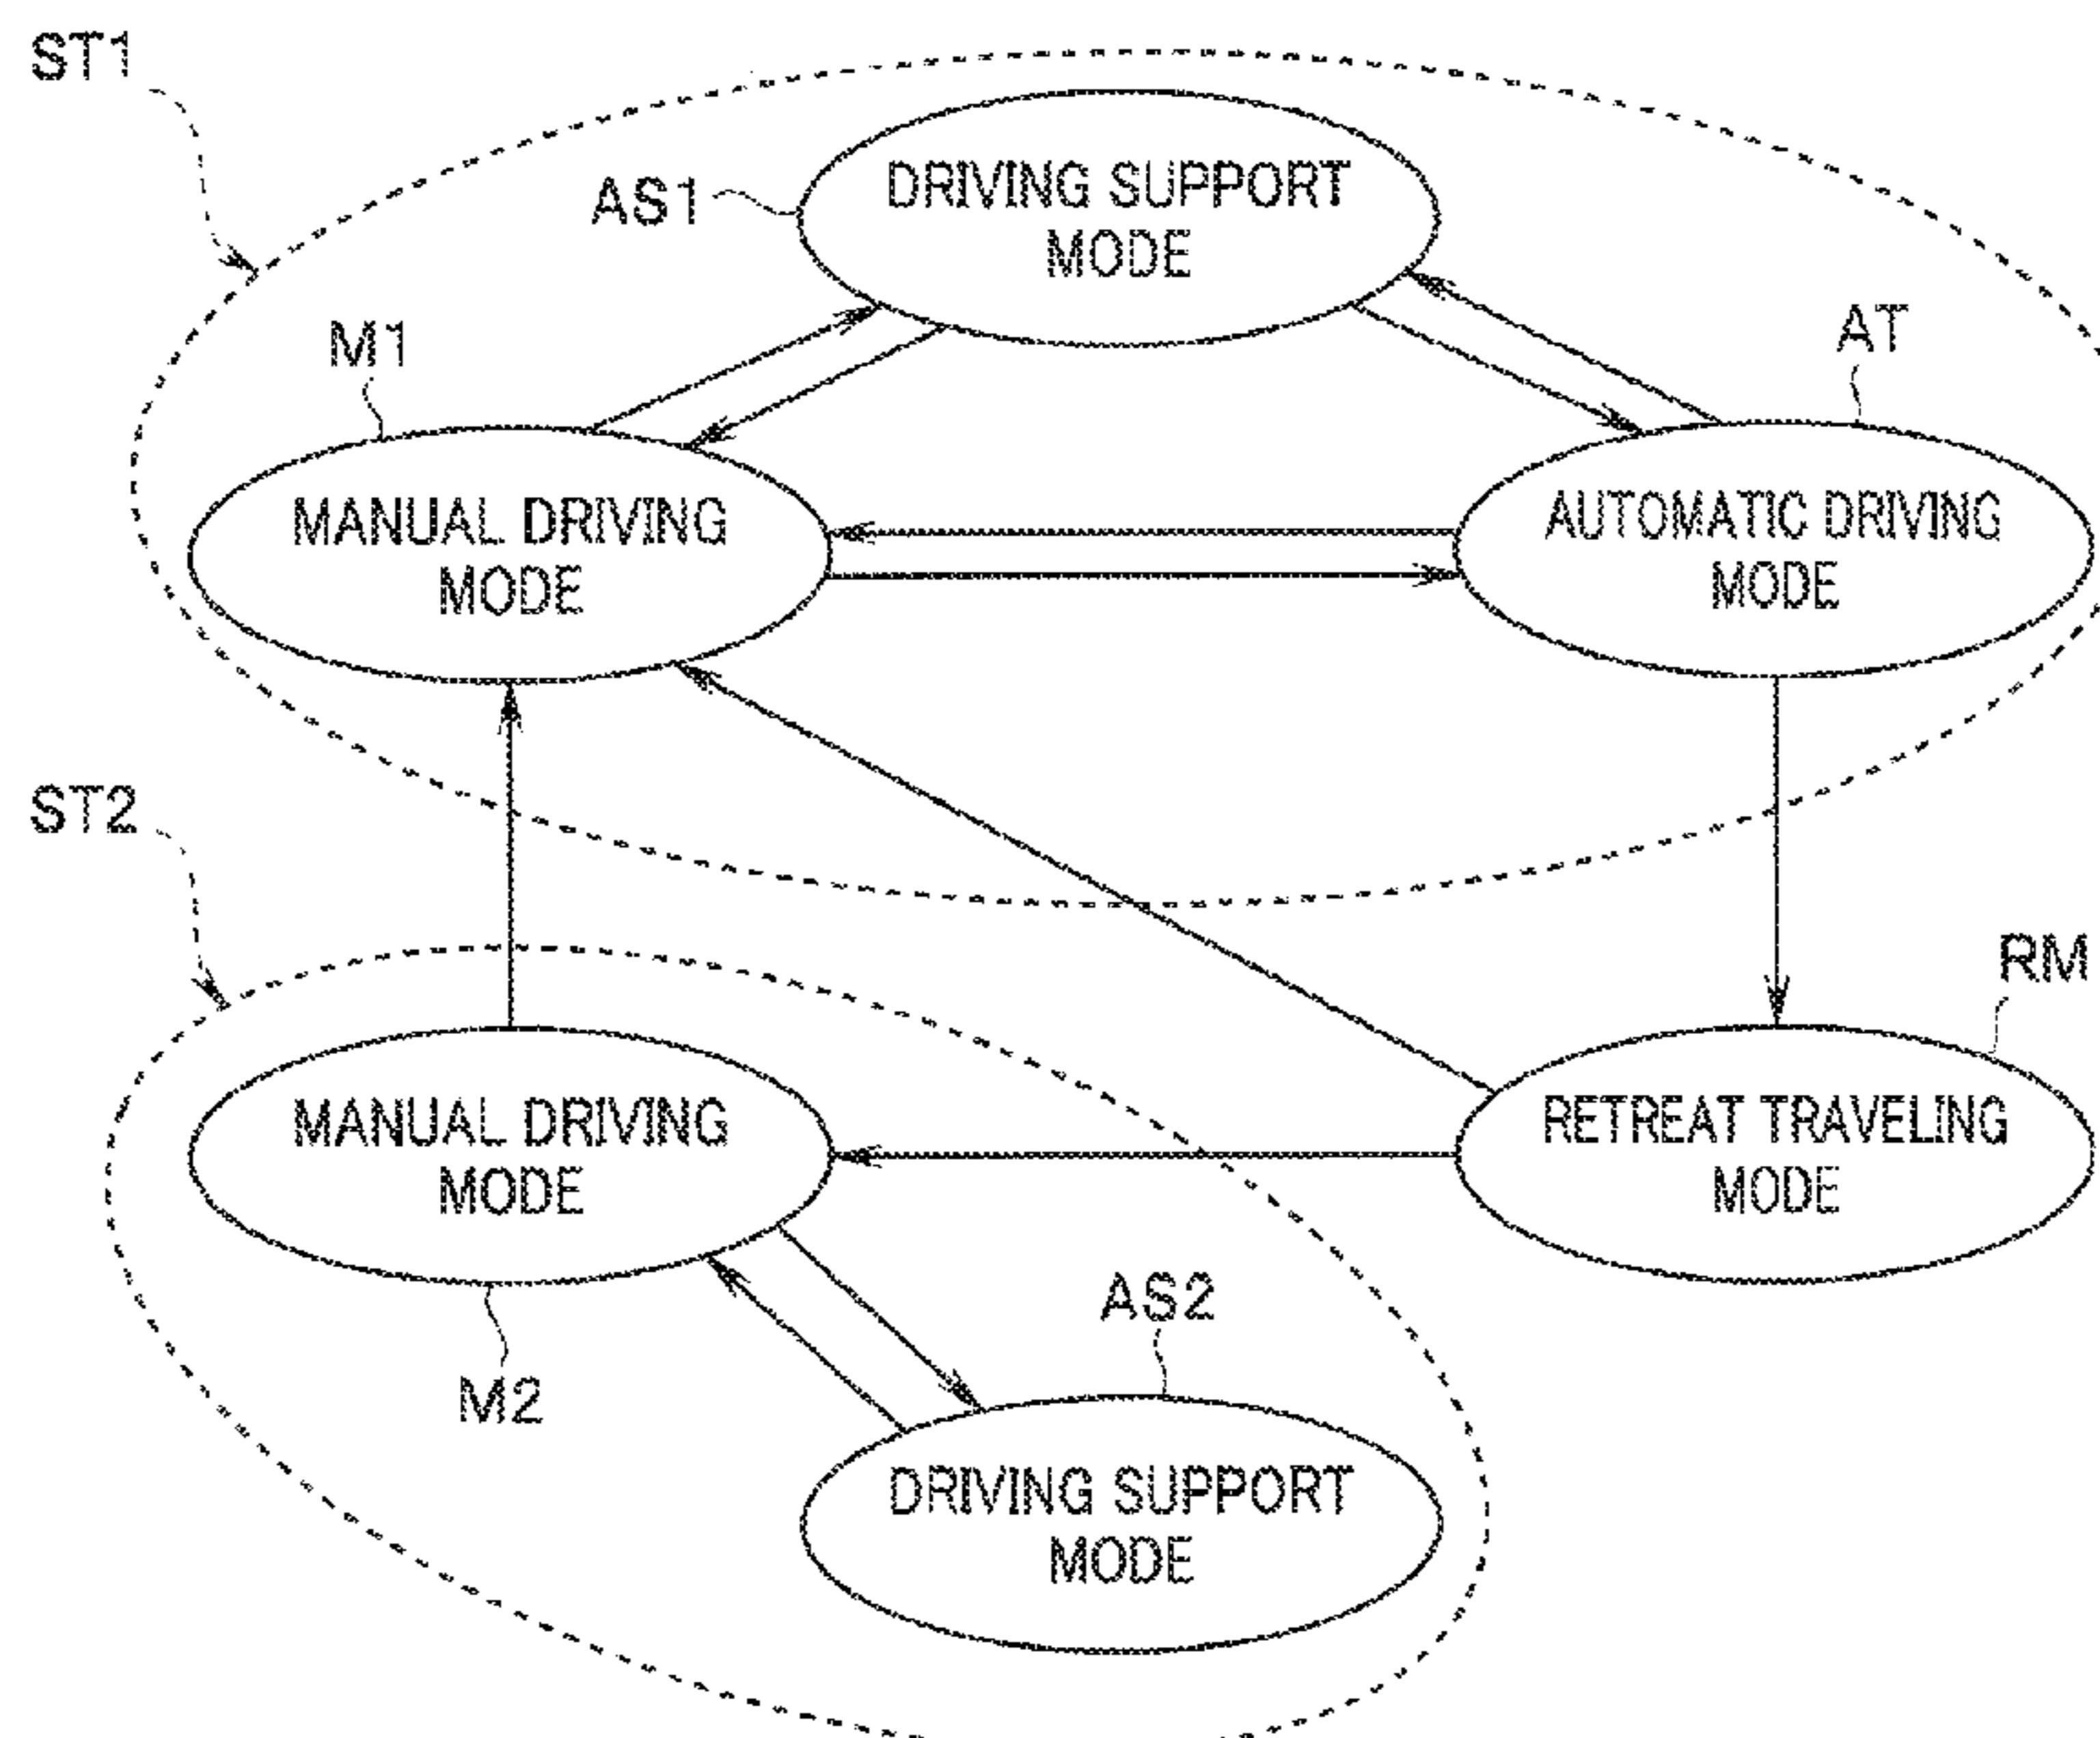 ST1
AS1
DRIVING SUPPORT
MODE
M1
AT
MANUAL DRIVING
MODE
AUTOMATIC DRIVING
MODE
ST2
RM
MANUAL DRIVING
MODE
RETREAT TRAVELING
MODE
AS2
M2
DRIVING SUPPORT
MODE